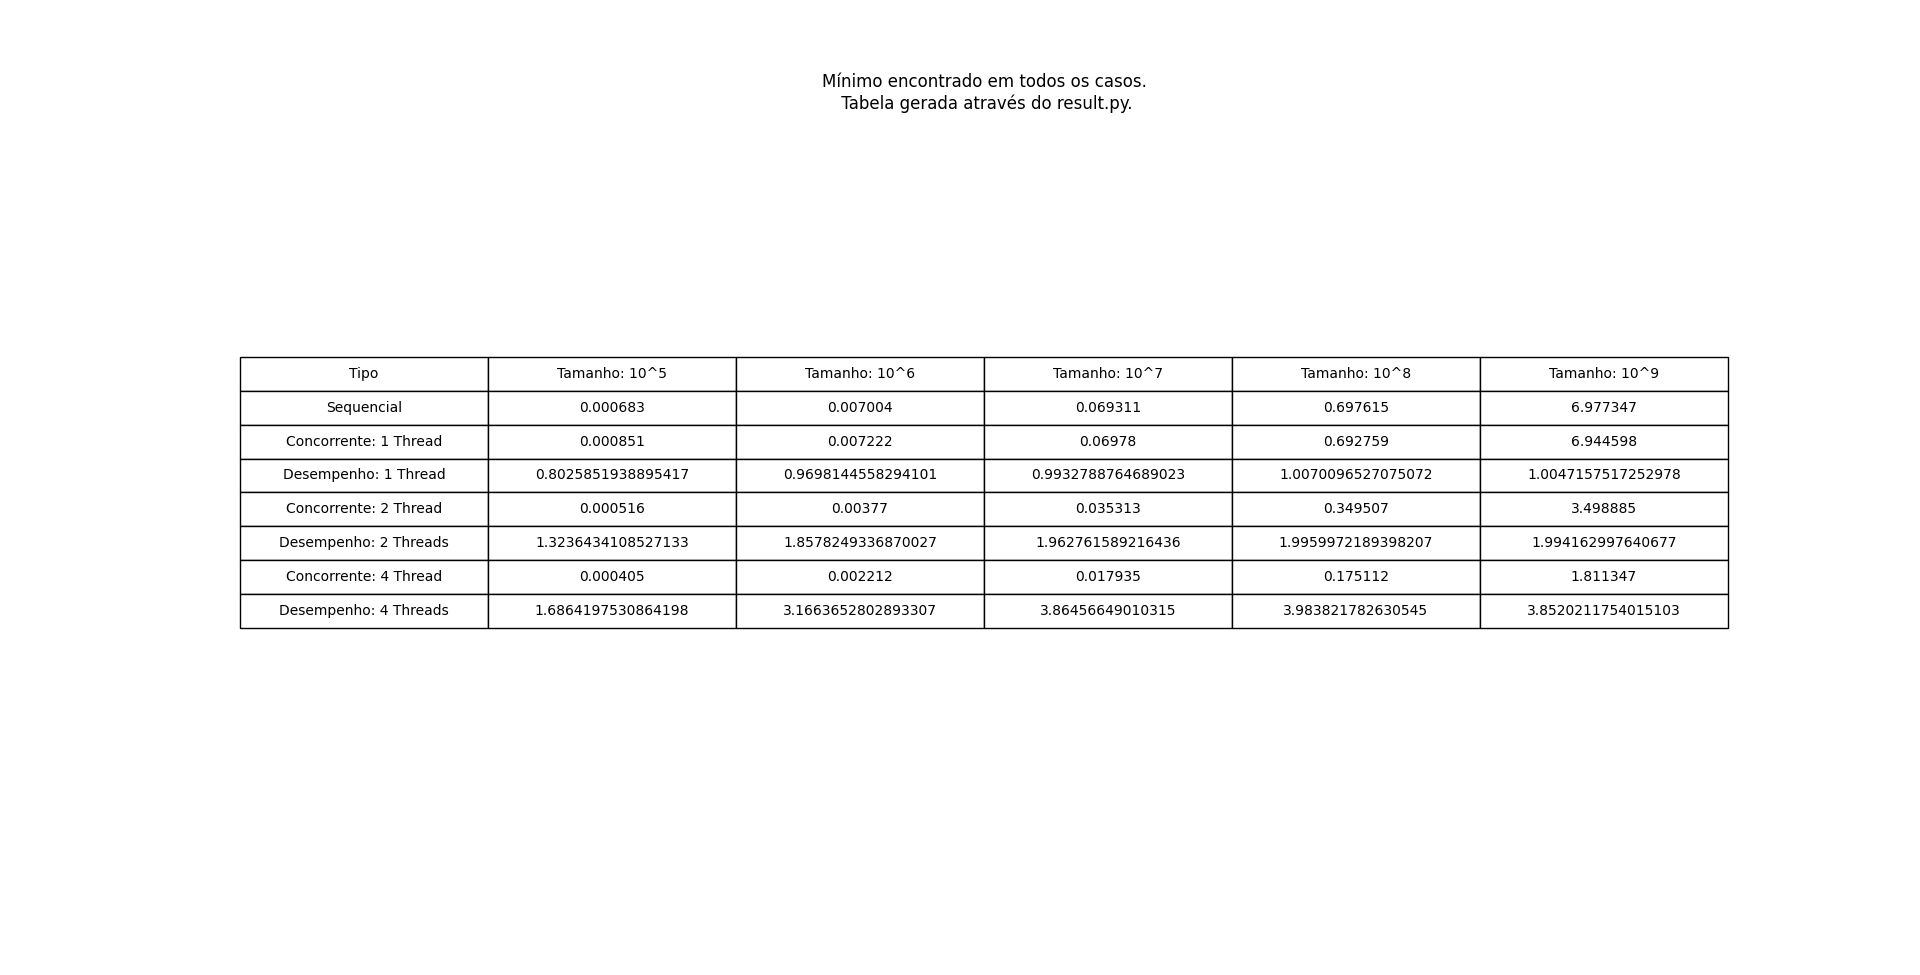 Mínimo encontrado em todos os casos.
Tabela gerada através do result.py.
Tipo Tamanho: 10^5 Tamanho: 10^6 Tamanho: 10^7 Tamanho: 10^8 Tamanho: 10^9
Sequencial 0.000683 0.007004 0.069311 0.697615 6.977347
Concorrente: 1 Thread 0.000851 0.007222 0.06978 0.692759 6.944598
Desempenho: 1 Thread 0.8025851938895417 0.9698144558294101 0.9932788764689023 1.0070096527075072 1.0047157517252978
Concorrente: 2 Thread 0.000516 0.00377 0.035313 0.349507 3.498885
Desempenho: 2 Threads 1.3236434108527133 1.8578249336870027 1.962761589216436 1.9959972189398207 1.994162997640677
Concorrente: 4 Thread 0.000405 0.002212 0.017935 0.175112 1.811347
Desempenho: 4 Threads 1.6864197530864198 3.1663652802893307 3.86456649010315 3.983821782630545 3.8520211754015103